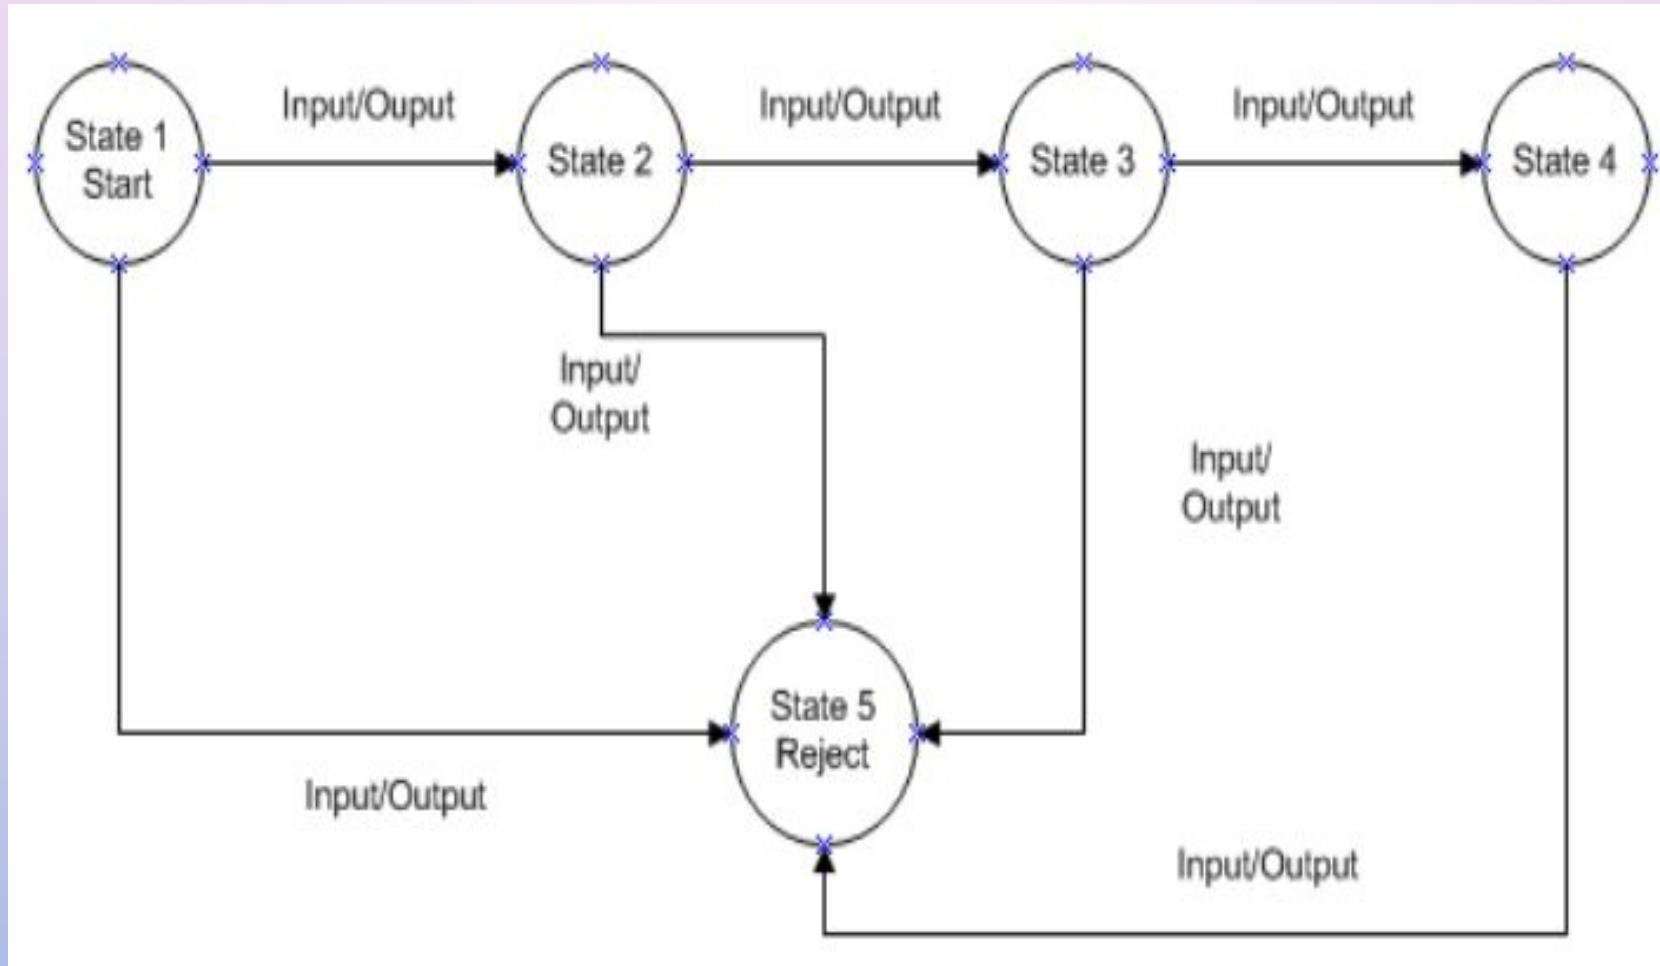 Input/Ouput
Input/Output
Input/Output
State 1
Start
State 2
State 3
State 4
Input/
Output
Input/
Output
State 5
Reject
Input/Output
Input/Output